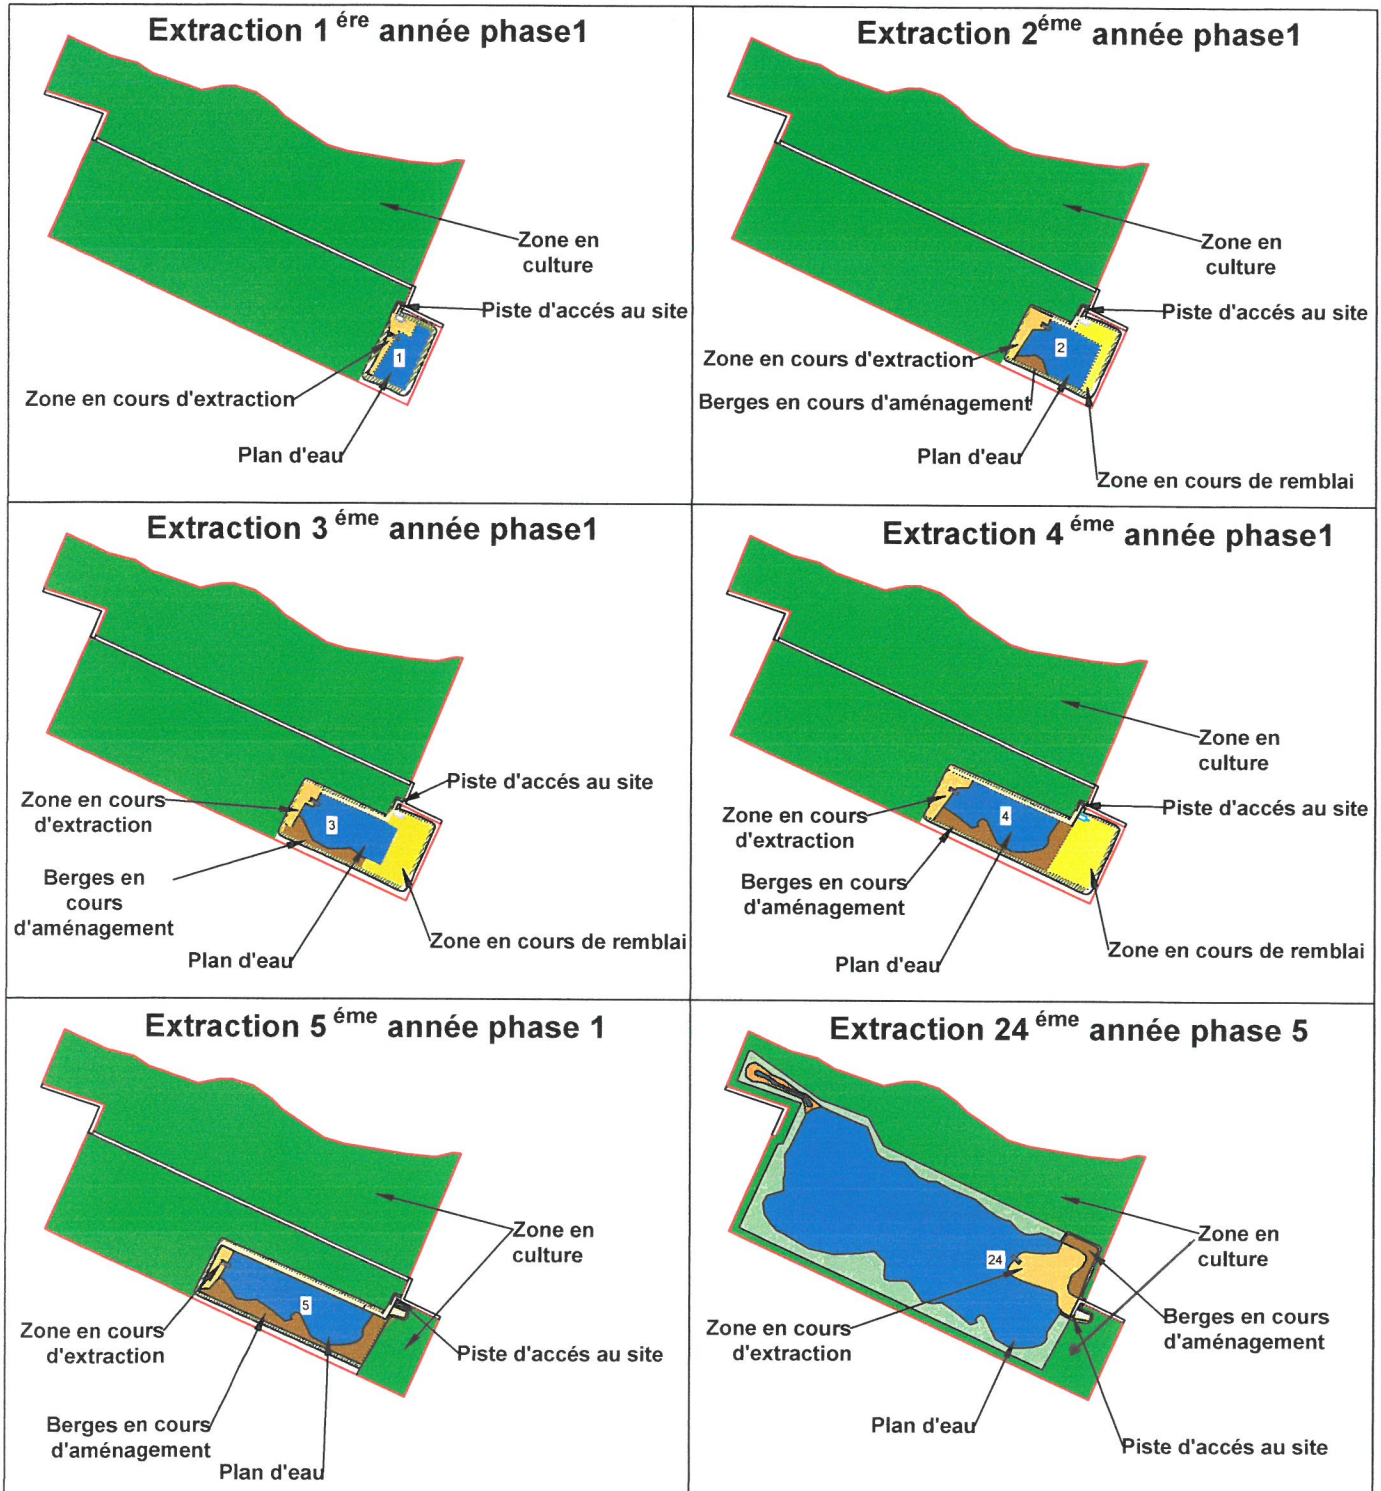 Extraction 1 ére année phase1
Zone en
culture
Piste d'accés au site
1
Zone en cours d'extraction
Plan d'eau
Extraction 2éme année phase1
Zone en
culture
Piste d'accés au site
2
Zone en cours d'extraction
Berges en cours d'aménagement
Plan d'eau
Zone en cours de remblai
Extraction 3 éme année phase1
Piste d'accés au site
Zone en cours
d'extraction
3
Berges en
cours
d'aménagement
Zone en cours de remblai
Plan d'eau
Extraction 4 éme année phase1
Zone en
culture
Piste d'accés au site
Zone en cours
d'extraction
4
Berges en cours
d'aménagement
Zone en cours de remblai
Plan d'eau
Extraction 5 éme année phase 1
Zone en
culture
5
Zone en cours
d'extraction
Piste d'accés au site
Berges en cours
d'aménagement
Plan d'eau
Extraction 24 éme année phase 5
Zone en
culture
24
Zone en cours
d'extraction
Berges en cours
d'aménagement
Plan d'eau
Piste d'accés au site